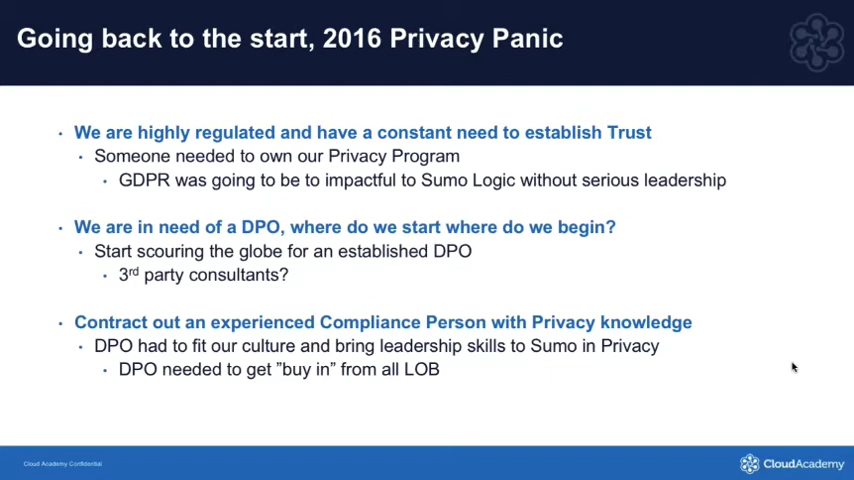 Going back to the start, 2016 Privacy Panic
· We are highly regulated and have a constant need to establish Trust
· Someone needed to own our Privacy Program
· GDPR was going to be to impactful to Sumo Logic without serious leadership
· We are in need of a DPO, where do we start where do we begin?
· Start scouring the globe for an established DPO
· 3rd party consultants?
· Contract out an experienced Compliance Person with Privacy knowledge
· DPO had to fit our culture and bring leadership skills to Sumo in Privacy
· DPO needed to get ”buy in” from all LOB
Cloud Academy Confidential
CloudAcademy